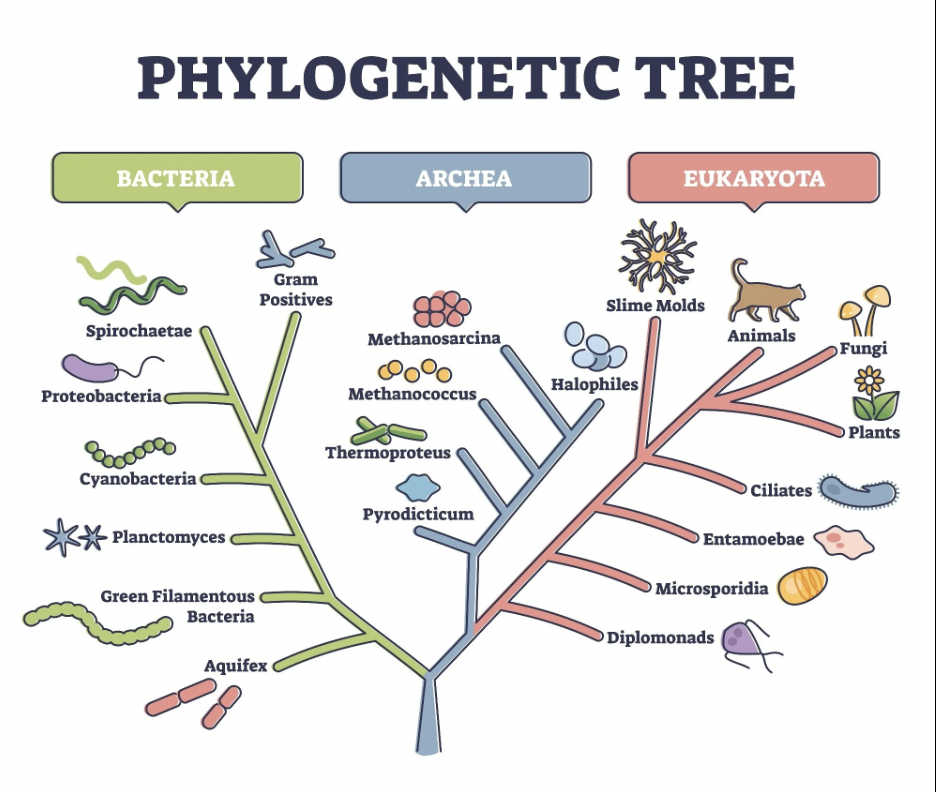 PHYLOGENETIC TREE
BACTERIA
ARCHEA
EUKARYOTA
Spirochaetae
Gram
Positives
Proteobacteria
Cyanobacteria
Planctomyces
Green Filamentous
Bacteria
Aquifex
Methanosarcina
Methanococcus
Halophiles
Thermoproteus
Pyrodicticum
Slime Molds
Animals
Fungi
Plants
Ciliates
Entamoebae
Microsporidia
Diplomonads